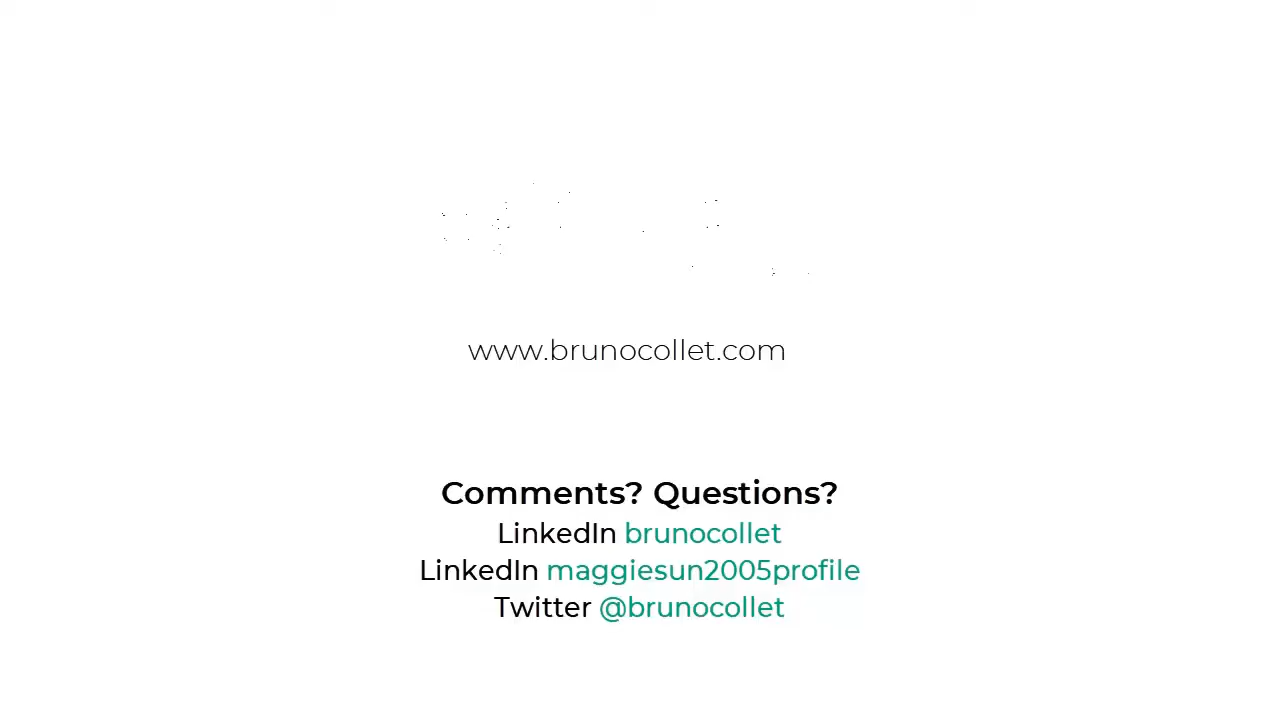 www.brunocollet.com
Comments? Questions?
LinkedIn brunocollet
LinkedIn maggiesun2005profile
Twitter @brunocollet